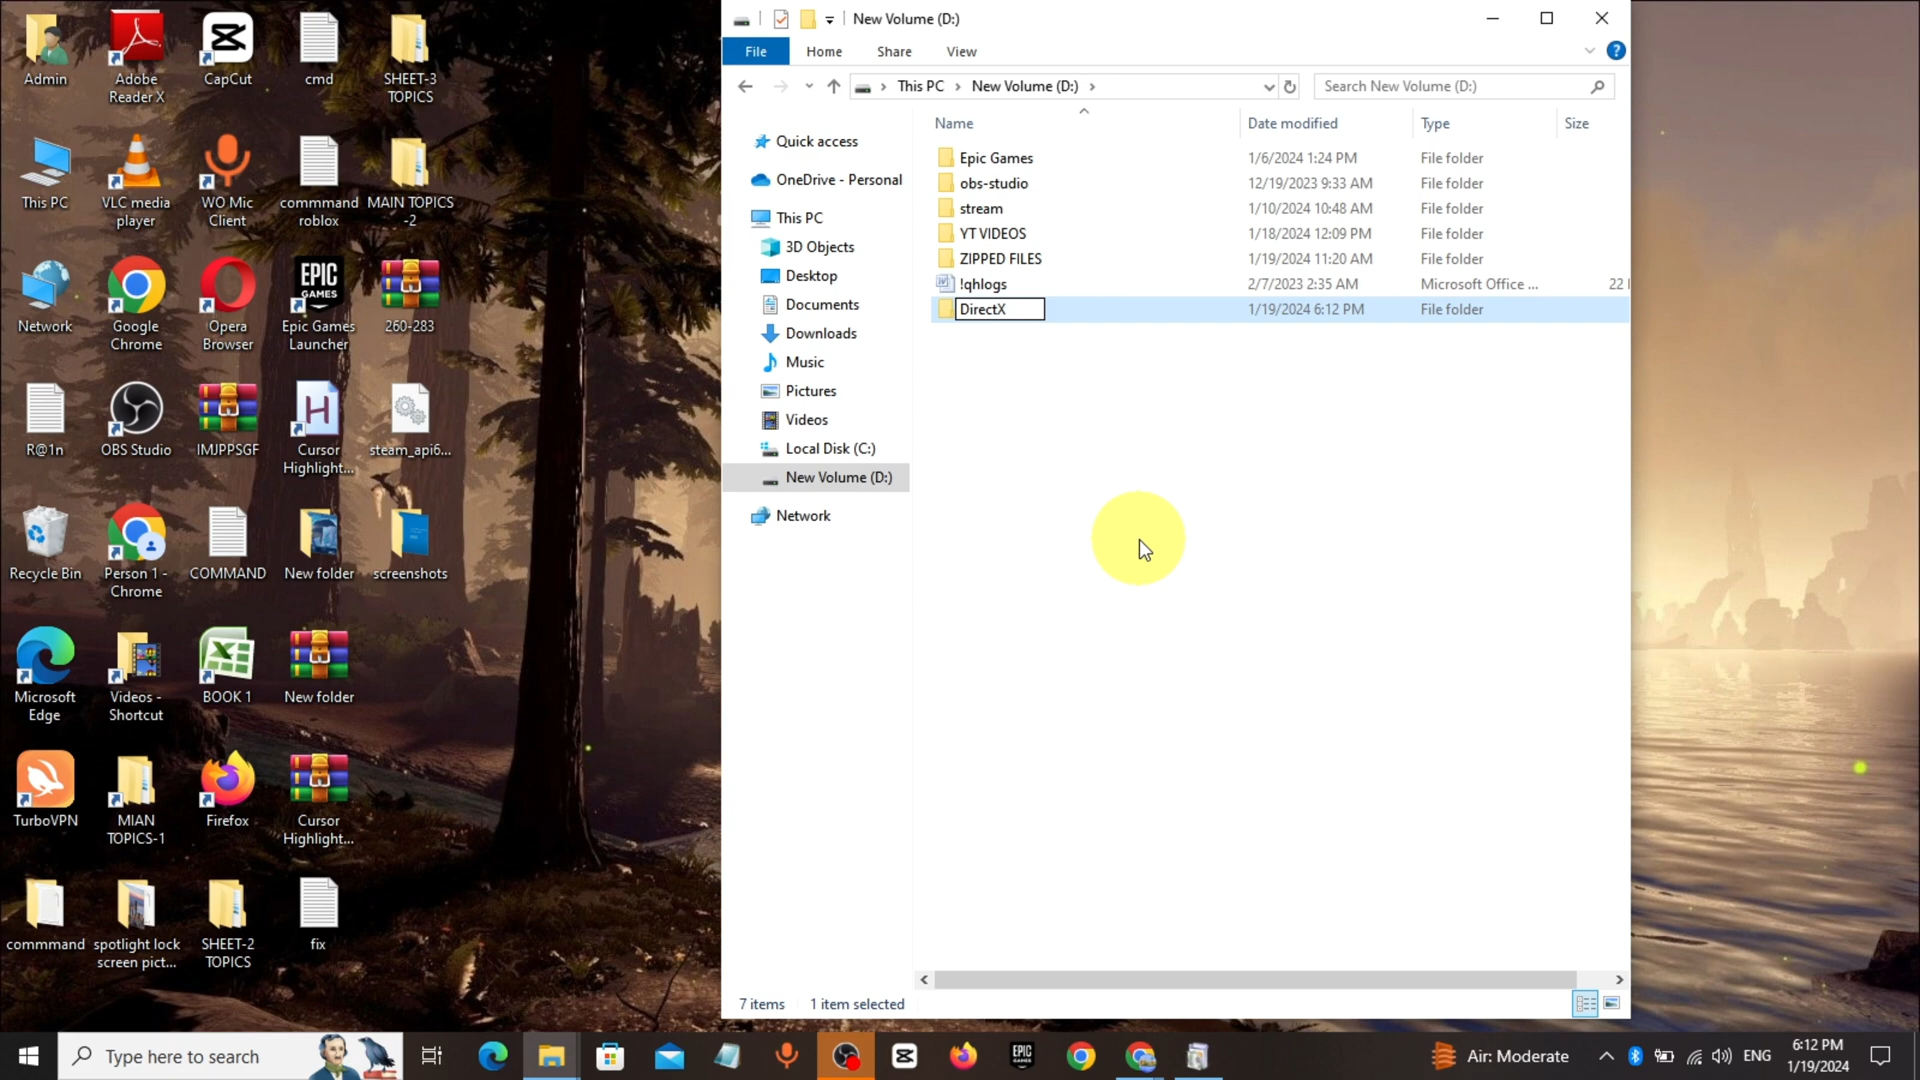 Admin
Adobe
Reader X
CapCut
cmd
SHEET-3
TOPICS
This PC
VLC media
player
WO Mic
Client
commmand
roblox
MAIN TOPICS
-2
Network
Google
Chrome
Opera
Browser
EPIC
GAMES
Epic Games
Launcher
260-283
R@1n
OBS Studio
IMJPPSGF
H
Cursor
Highlight...
steam_api6...
Recycle Bin
Person 1 -
Chrome
COMMAND
New folder
screenshots
Microsoft
Edge
Videos -
Shortcut
BOOK 1
New folder
TurboVPN
MIAN
TOPICS-1
Firefox
Cursor
Highlight...
commmand
spotlight lock
screen pict...
SHEET-2
TOPICS
fix
New Volume (D:)
File
Home
Share
View
This PC
New Volume (D:)
Search New Volume (D:)
Name
Date modified
Type
Size
Quick access
OneDrive - Personal
This PC
3D Objects
Desktop
Documents
Downloads
Music
Pictures
Videos
Local Disk (C:)
New Volume (D:)
Network
Epic Games 1/6/2024 1:24 PM File folder
obs-studio 12/19/2023 9:33 AM File folder
stream 1/10/2024 10:48 AM File folder
YT VIDEOS 1/18/2024 12:09 PM File folder
ZIPPED FILES 1/19/2024 11:20 AM File folder
!qhlogs 2/7/2023 2:35 AM Microsoft Office ... 22
DirectX 1/19/2024 6:12 PM File folder
7 items
1 item selected
Type here to search
EPIC
Air: Moderate
ENG
6:12 PM
1/19/2024